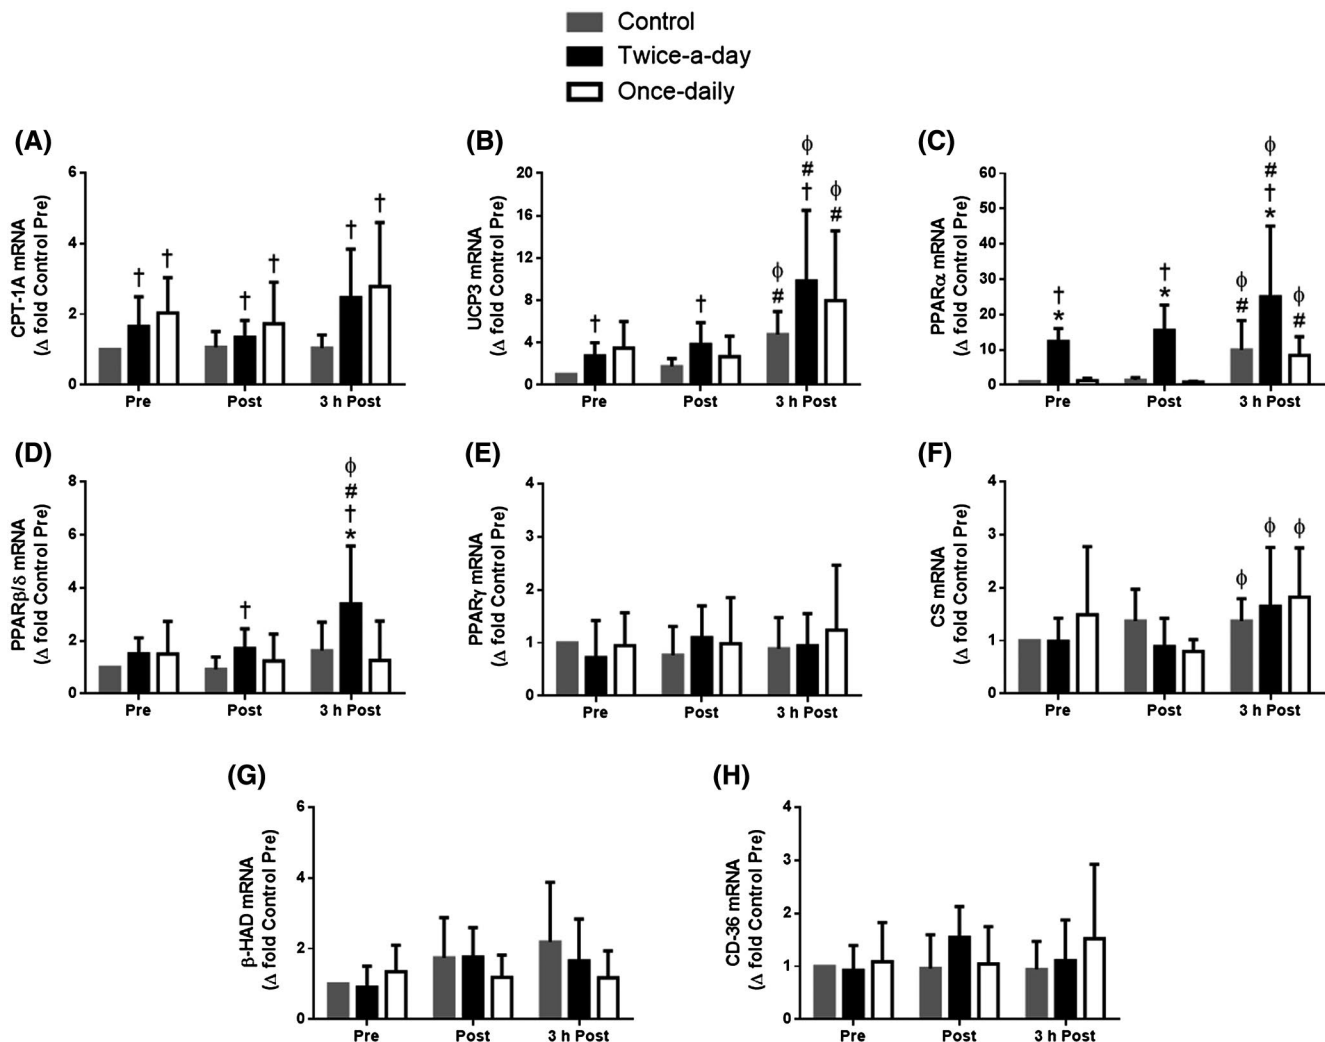 Control
Twice-a-day
Once-daily
(A)
CPT-1A mRNA
(Δ fold Control Pre)
6
4
2
0
† †
†
†
†
†
Pre Post 3 h Post
(B)
UCP3 mRNA
(Δ fold Control Pre)
20
16
12
8
4
0
†
†
ϕ
#
ϕ
#
†
ϕ
#
Pre Post 3 h Post
(C)
PPARα mRNA
(Δ fold Control Pre)
60
50
40
30
20
10
0
†
*
†
*
ϕ
#
ϕ
#
†
*
ϕ
#
Pre Post 3 h Post
(D)
PPARβ/δ mRNA
(Δ fold Control Pre)
8
6
4
2
0
†
ϕ
#
†
*
Pre Post 3 h Post
(E)
PPARγ mRNA
(Δ fold Control Pre)
4
3
2
1
0
Pre Post 3 h Post
(F)
CS mRNA
(Δ fold Control Pre)
4
3
2
1
0
ϕ
ϕ
ϕ
Pre Post 3 h Post
(G)
β-HAD mRNA
(Δ fold Control Pre)
6
4
2
0
Pre Post 3 h Post
(H)
CD-36 mRNA
(Δ fold Control Pre)
4
3
2
1
0
Pre Post 3 h Post